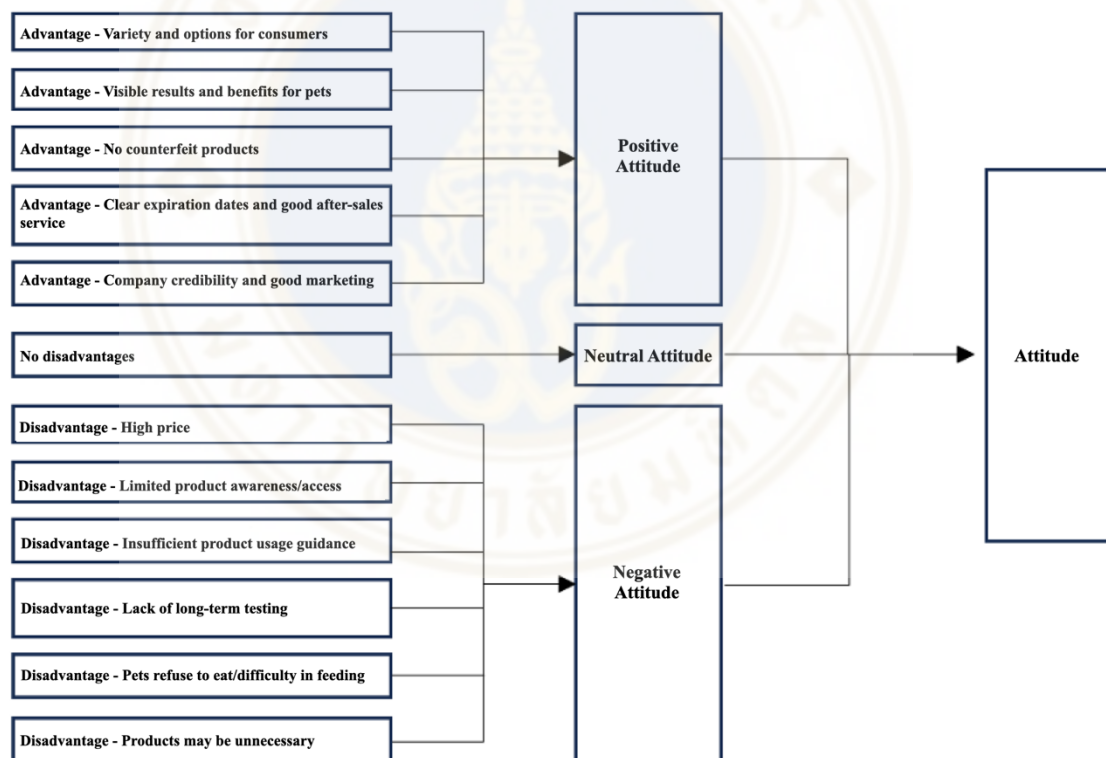 Advantage - Variety and options for consumers
Advantage - Visible results and benefits for pets
Advantage - No counterfeit products
Advantage - Clear expiration dates and good after-sales
service
Advantage - Company credibility and good marketing
Positive
Attitude
No disadvantages
Neutral Attitude
Attitude
Disadvantage - High price
Disadvantage - Limited product awareness/access
Disadvantage - Insufficient product usage guidance
Disadvantage - Lack of long-term testing
Disadvantage - Pets refuse to eat/difficulty in feeding
Disadvantage - Products may be unnecessary
Negative
Attitude